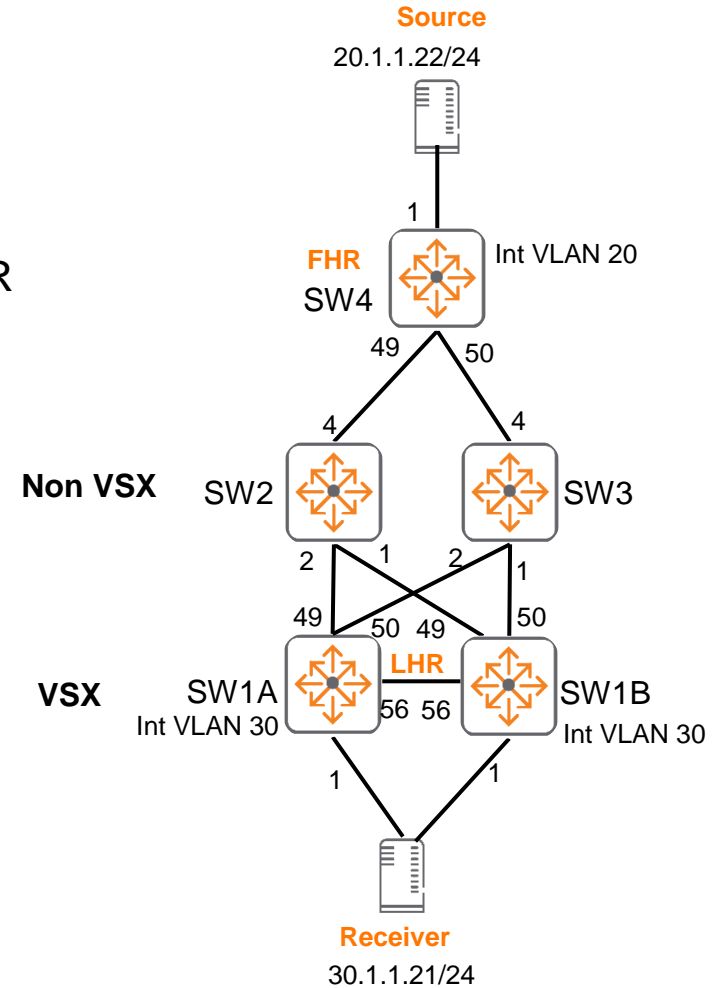 Source
20.1.1.22/24
1
FHR
Int VLAN 20
SW4
49
50
4
4
Non VSX
SW2
SW3
2
1
2
1
49
50
49
50
LHR
VSX
SW1A
SW1B
56
56
Int VLAN 30
Int VLAN 30
1
1
Receiver
30.1.1.21/24